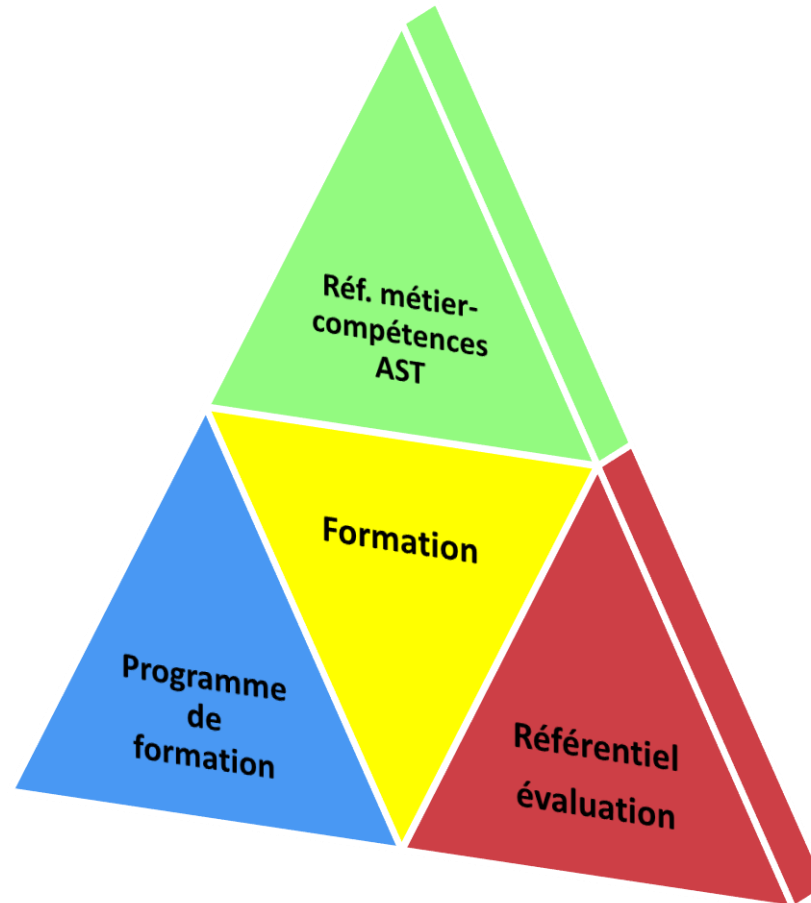 Réf. métier-
compétences
AST
Formation
Programme
de
formation
Référentiel
évaluation